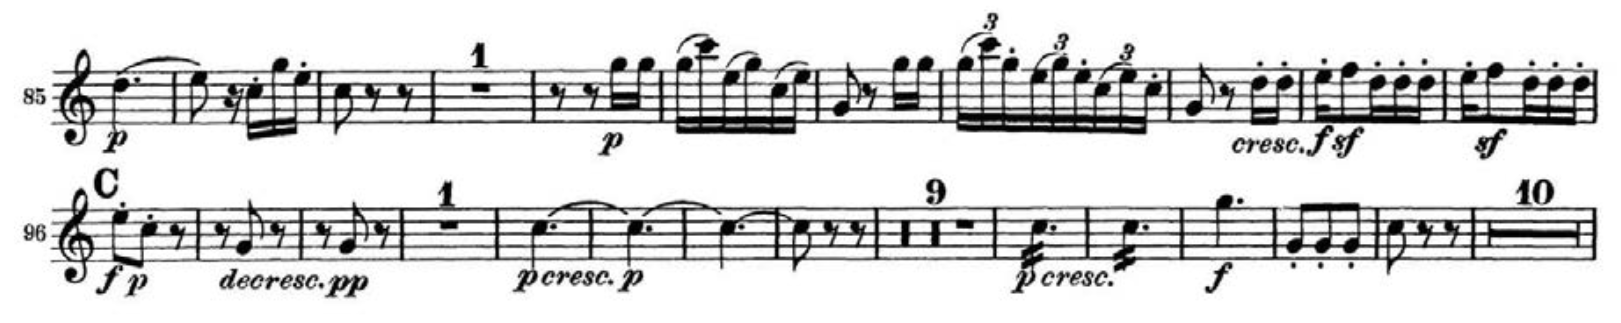 1 3 3 3
85 p p cresc. f sf sf
C 1 9 10
96 f p decresc. pp p cresc. p p cresc. f